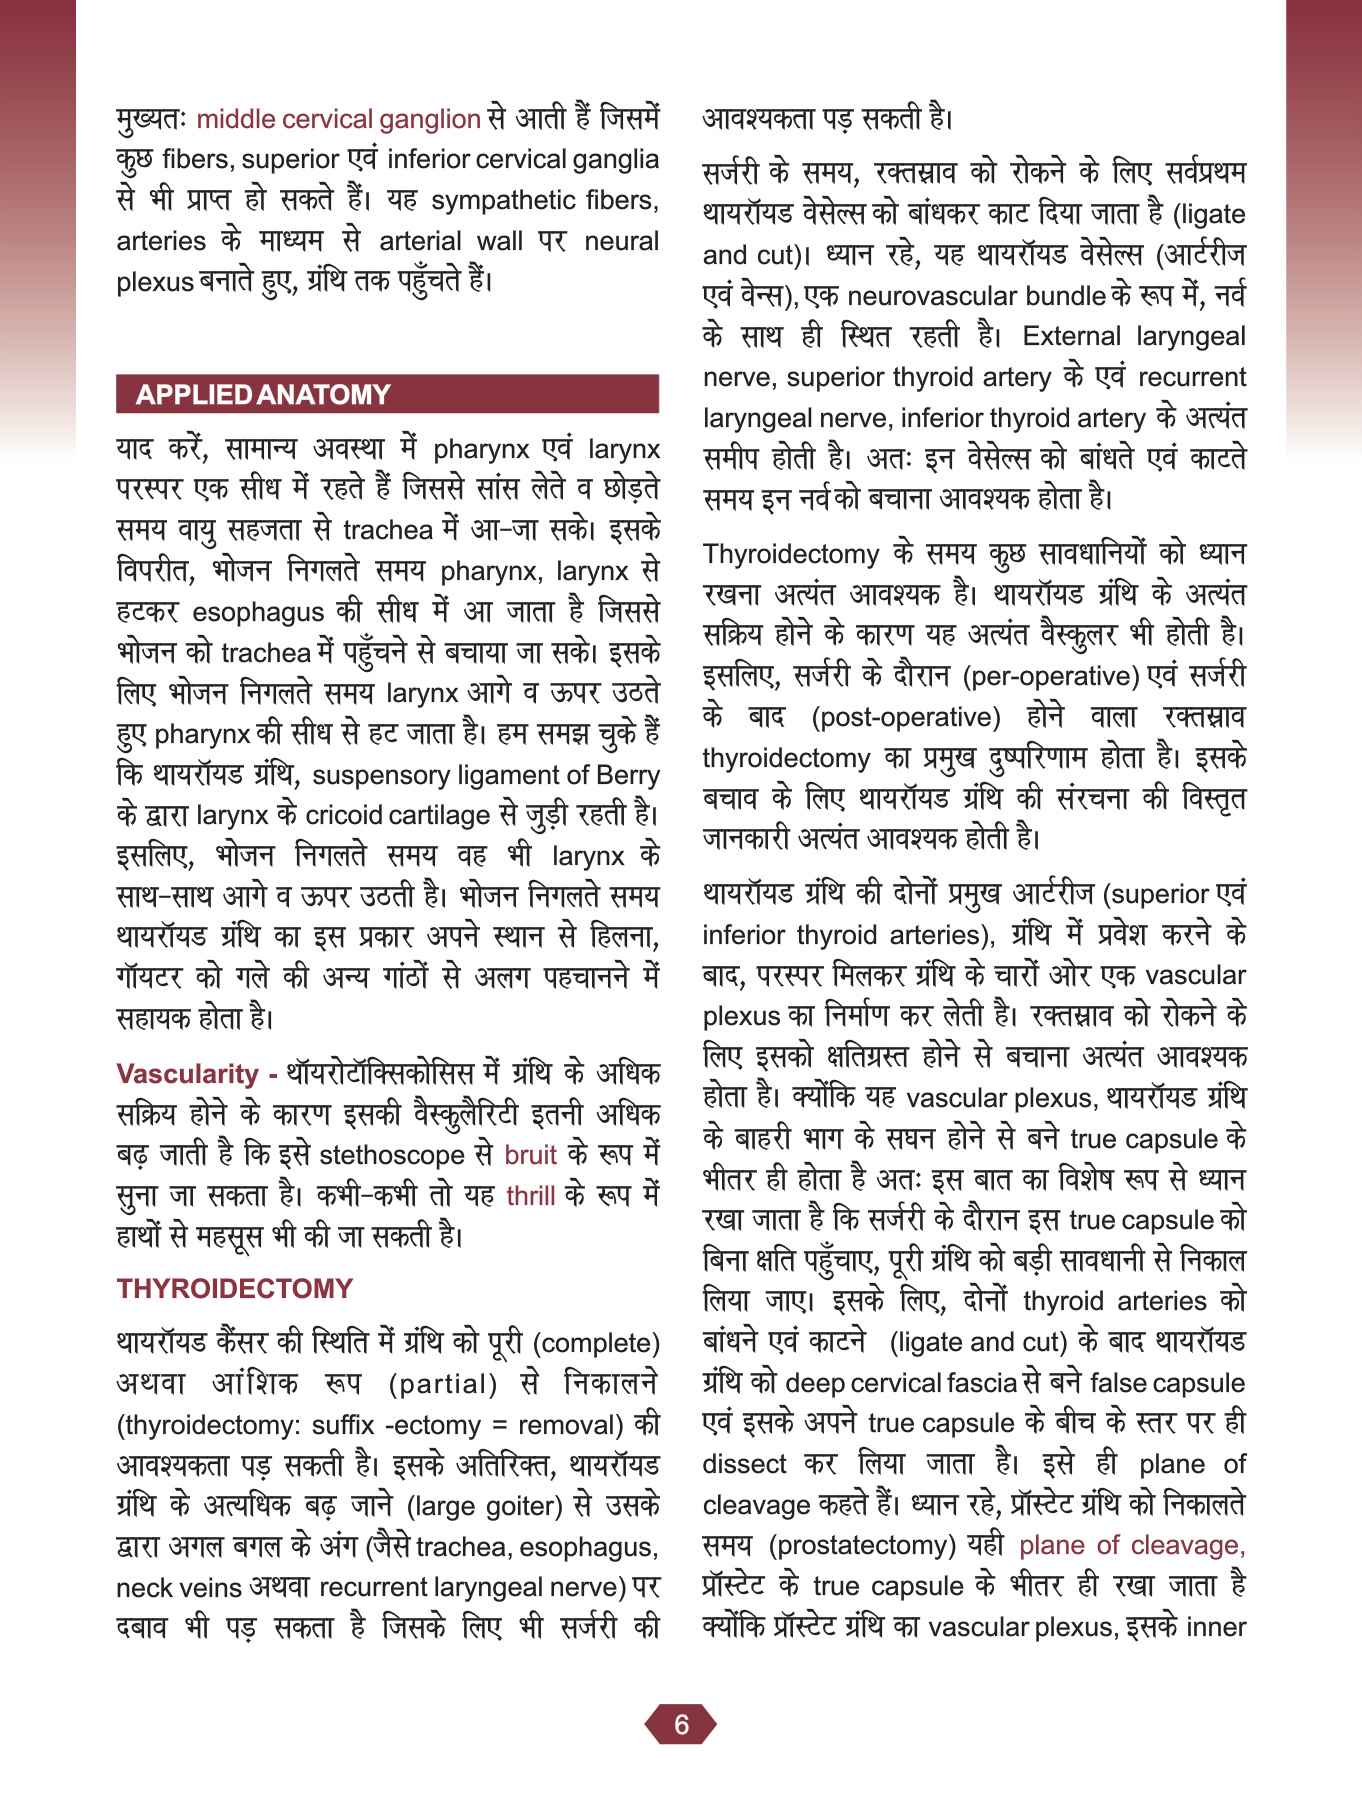 मुख्यतः middle cervical ganglion से आती हैं जिसमें
कुछ fibers, superior एवं inferior cervical ganglia
से भी प्राप्त हो सकते हैं। यह sympathetic fibers,
arteries के माध्यम से arterial wall पर neural
plexus बनाते हुए, ग्रंथि तक पहुँचते हैं।
APPLIED ANATOMY
याद करें, सामान्य अवस्था में pharynx एवं larynx
परस्पर एक सीध में रहते हैं जिससे सांस लेते व छोड़ते
समय वायु सहजता से trachea में आ-जा सके। इसके
विपरीत, भोजन निगलते समय pharynx, larynx से
हटकर esophagus की सीध में आ जाता है जिससे
भोजन को trachea में पहुँचने से बचाया जा सके। इसके
लिए भोजन निगलते समय larynx आगे व ऊपर उठते
हुए pharynx की सीध से हट जाता है। हम समझ चुके हैं
कि थायरॉयड ग्रंथि, suspensory ligament of Berry
के द्वारा larynx के cricoid cartilage से जुड़ी रहती है।
इसलिए, भोजन निगलते समय वह भी larynx के
साथ-साथ आगे व ऊपर उठती है। भोजन निगलते समय
थायरॉयड ग्रंथि का इस प्रकार अपने स्थान से हिलना,
गॉयटर को गले की अन्य गांठों से अलग पहचानने में
सहायक होता है।
Vascularity - थॉयरोटॉक्सिकोसिस में ग्रंथि के अधिक
सक्रिय होने के कारण इसकी वैस्कुलैरिटी इतनी अधिक
बढ़ जाती है कि इसे stethoscope से bruit के रूप में
सुना जा सकता है। कभी-कभी तो यह thrill के रूप में
हाथों से महसूस भी की जा सकती है।
THYROIDECTOMY
थायरॉयड कैंसर की स्थिति में ग्रंथि को पूरी (complete)
अथवा आंशिक रूप (partial) से निकालने
(thyroidectomy: suffix -ectomy = removal) की
आवश्यकता पड़ सकती है। इसके अतिरिक्त, थायरॉयड
ग्रंथि के अत्यधिक बढ़ जाने (large goiter) से उसके
द्वारा अगल बगल के अंग (जैसे trachea, esophagus,
neck veins अथवा recurrent laryngeal nerve) पर
दबाव भी पड़ सकता है जिसके लिए भी सर्जरी की
आवश्यकता पड़ सकती है।
सर्जरी के समय, रक्तस्राव को रोकने के लिए सर्वप्रथम
थायरॉयड वेसेल्स को बांधकर काट दिया जाता है (ligate
and cut)। ध्यान रहे, यह थायरॉयड वेसेल्स (आर्टरीज
एवं वेन्स), एक neurovascular bundle के रूप में, नर्व
के साथ ही स्थित रहती है। External laryngeal
nerve, superior thyroid artery के एवं recurrent
laryngeal nerve, inferior thyroid artery के अत्यंत
समीप होती है। अतः इन वेसेल्स को बांधते एवं काटते
समय इन नर्व को बचाना आवश्यक होता है।
Thyroidectomy के समय कुछ सावधानियों को ध्यान
रखना अत्यंत आवश्यक है। थायरॉयड ग्रंथि के अत्यंत
सक्रिय होने के कारण यह अत्यंत वैस्कुलर भी होती है।
इसलिए, सर्जरी के दौरान (per-operative) एवं सर्जरी
के बाद (post-operative) होने वाला रक्तस्राव
thyroidectomy का प्रमुख दुष्परिणाम होता है। इसके
बचाव के लिए थायरॉयड ग्रंथि की संरचना की विस्तृत
जानकारी अत्यंत आवश्यक होती है।
थायरॉयड ग्रंथि की दोनों प्रमुख आर्टरीज (superior एवं
inferior thyroid arteries), ग्रंथि में प्रवेश करने के
बाद, परस्पर मिलकर ग्रंथि के चारों ओर एक vascular
plexus का निर्माण कर लेती है। रक्तस्राव को रोकने के
लिए इसको क्षतिग्रस्त होने से बचाना अत्यंत आवश्यक
होता है। क्योंकि यह vascular plexus, थायरॉयड ग्रंथि
के बाहरी भाग के सघन होने से बने true capsule के
भीतर ही होता है अतः इस बात का विशेष रूप से ध्यान
रखा जाता है कि सर्जरी के दौरान इस true capsule को
बिना क्षति पहुँचाए, पूरी ग्रंथि को बड़ी सावधानी से निकाल
लिया जाए। इसके लिए, दोनों thyroid arteries को
बांधने एवं काटने (ligate and cut) के बाद थायरॉयड
ग्रंथि को deep cervical fascia से बने false capsule
एवं इसके अपने true capsule के बीच के स्तर पर ही
dissect कर लिया जाता है। इसे ही plane of
cleavage कहते हैं। ध्यान रहे, प्रॉस्टेट ग्रंथि को निकालते
समय (prostatectomy) यही plane of cleavage,
प्रॉस्टेट के true capsule के भीतर ही रखा जाता है
क्योंकि प्रॉस्टेट ग्रंथि का vascular plexus, इसके inner
6